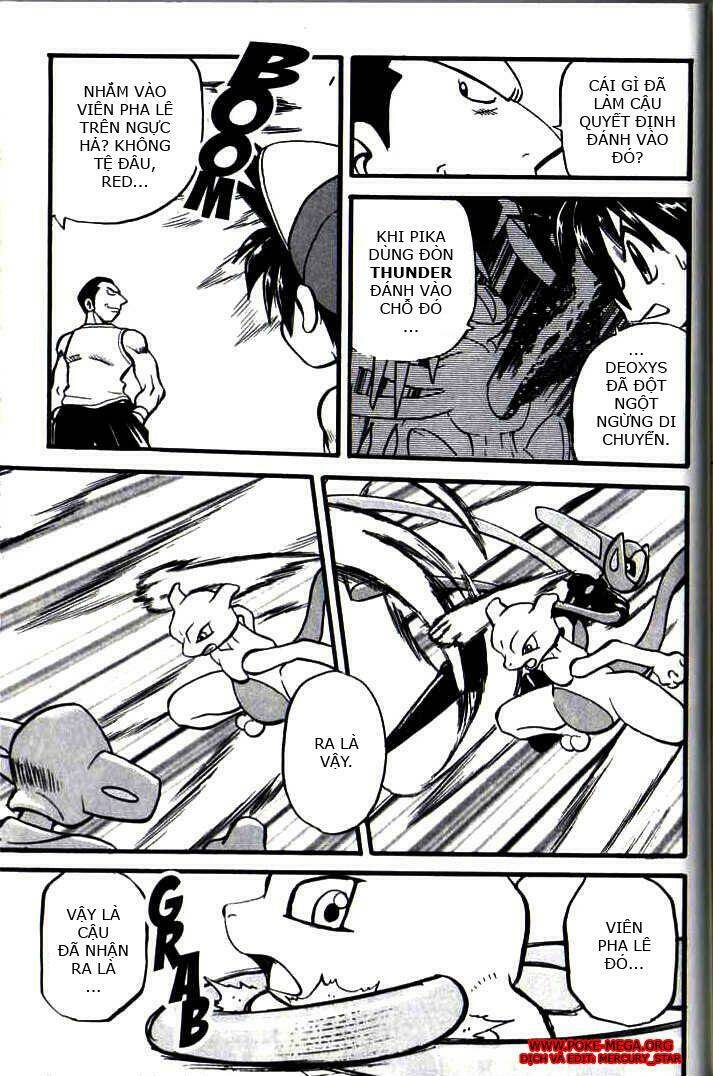 CÁI GÌ ĐÃ
LÀM CẬU
QUYẾT ĐỊNH
ĐÁNH VÀO
ĐÓ?
BOOM
NHẮM VÀO
VIÊN PHA LÊ
TRÊN NGỰC
HẢ? KHÔNG
TỆ ĐÂU,
RED...
KHI PIKA
DÙNG ĐÒN
THUNDER
ĐÁNH VÀO
CHỖ ĐÓ
...
...
DEOXYS
ĐÃ ĐỘT
NGỘT
NGỪNG DI
CHUYỂN.
RA LÀ
VẬY.
VIÊN
PHA LÊ
ĐÓ...
GRAB
VẬY LÀ
CẬU
ĐÃ NHẬN
RA LÀ
...
WWW.POKE-MEGA.ORG
DỊCH VÀ EDIT: MERCURY_STAR